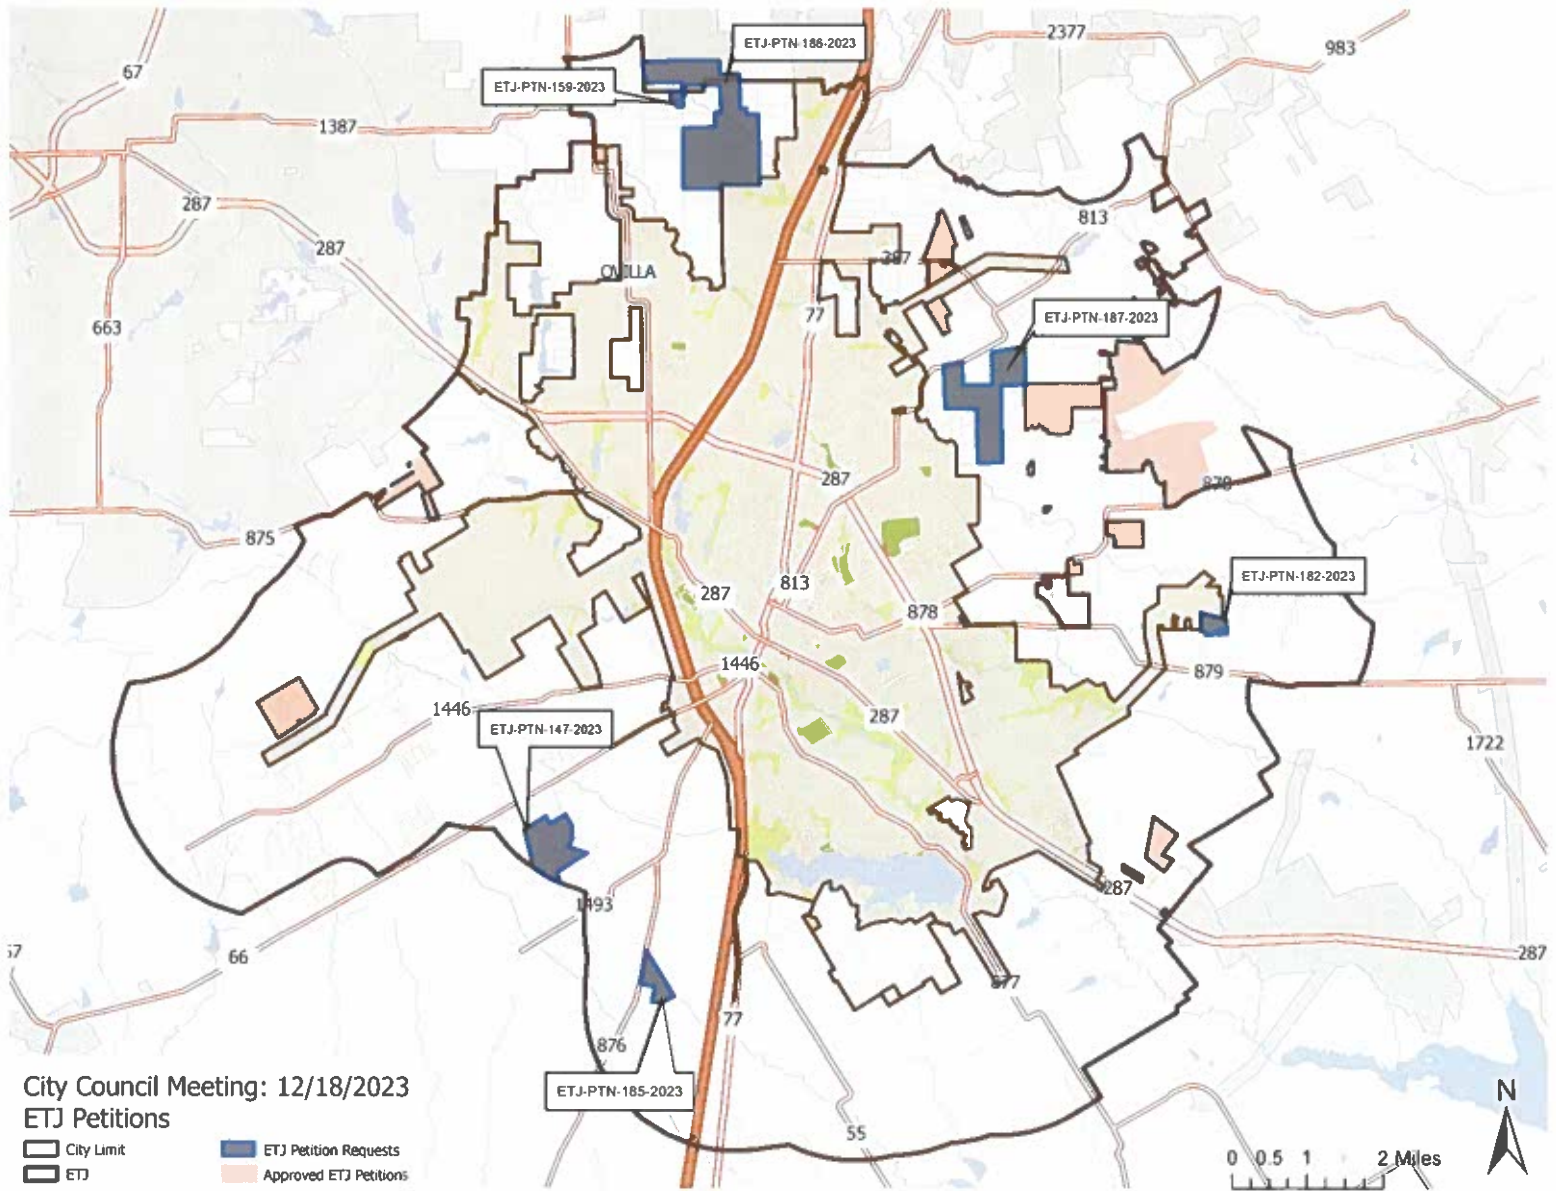 ETJ-PTN-186-2023
2377
983
67
ETJ-PTN-159-2023
1387
287
813
287
287
OVILLA
663
77
ETJ-PTN-187-2023
287
879
875
287
813
878
ETJ-PTN-182-2023
1446
879
1446
287
ETJ-PTN-147-2023
1722
287
1493
66
287
877
77
876
ETJ-PTN-185-2023
55
City Council Meeting: 12/18/2023
ETJ Petitions
City Limit
ETJ
ETJ Petition Requests
Approved ETJ Petitions
N
0 0.5 1 2 Miles